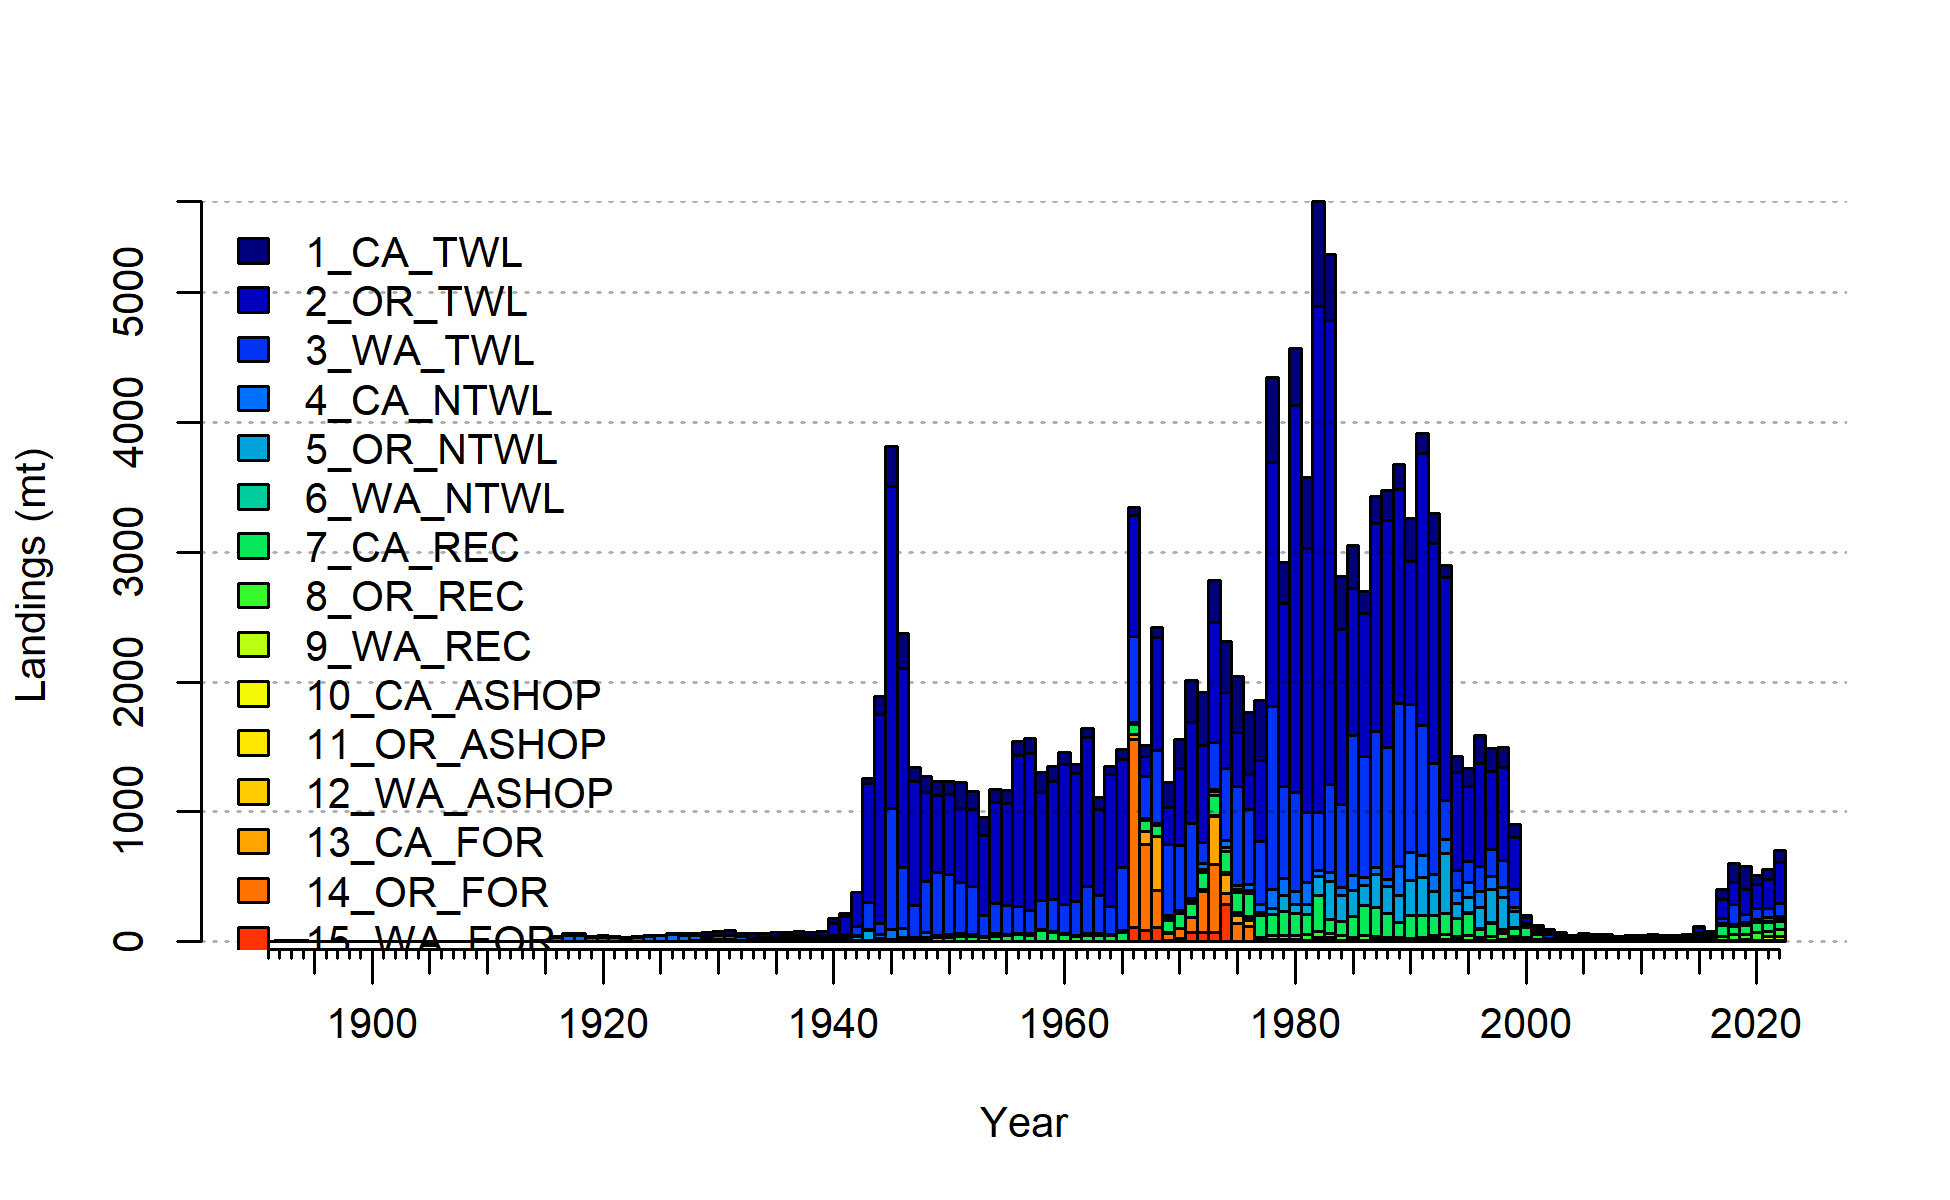 1_CA_TWL
2_OR_TWL
3_WA_TWL
4_CA_NTWL
5_OR_NTWL
6_WA_NTWL
7_CA_REC
8_OR_REC
9_WA_REC
10_CA_ASHOP
11_OR_ASHOP
12_WA_ASHOP
13_CA_FOR
14_OR_FOR
15_WA_FOR
Landings (mt)
5000
4000
3000
2000
1000
0
1900 1920 1940 1960 1980 2000 2020
Year